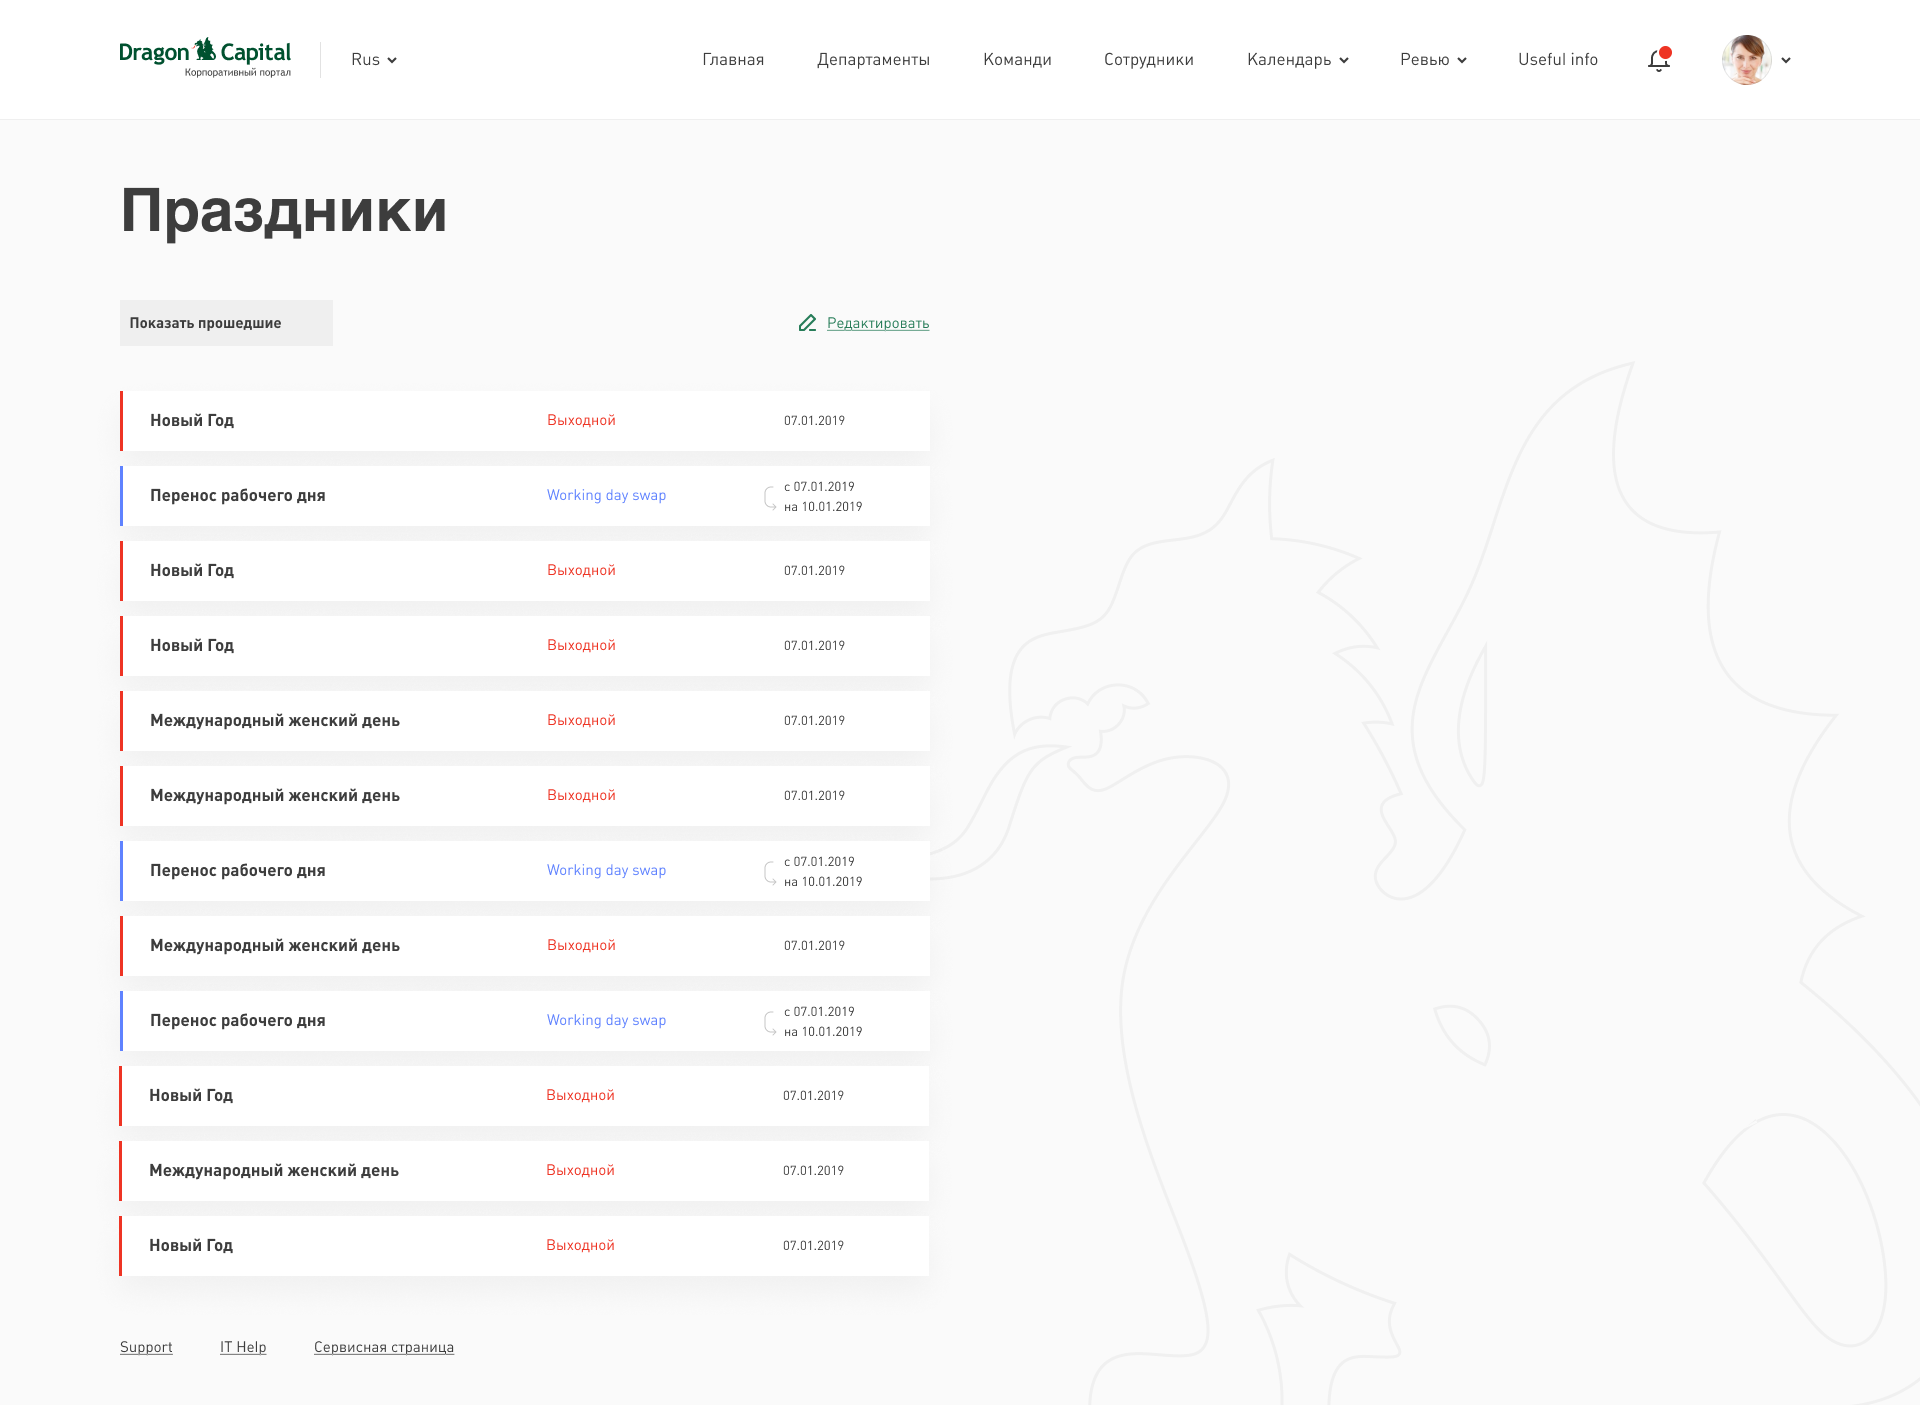 Dragon Capital
Корпоративный портал
Rus
Главная
Департаменты
Команди
Сотрудники
Календарь
Ревью
Useful info
Праздники
Показать прошедшие
Редактировать
Новый Год
Выходной
07.01.2019
Перенос рабочего дня
Working day swap
с 07.01.2019
на 10.01.2019
Новый Год
Выходной
07.01.2019
Новый Год
Выходной
07.01.2019
Международный женский день
Выходной
07.01.2019
Международный женский день
Выходной
07.01.2019
Перенос рабочего дня
Working day swap
с 07.01.2019
на 10.01.2019
Международный женский день
Выходной
07.01.2019
Перенос рабочего дня
Working day swap
с 07.01.2019
на 10.01.2019
Новый Год
Выходной
07.01.2019
Международный женский день
Выходной
07.01.2019
Новый Год
Выходной
07.01.2019
Support
IT Help
Сервисная страница